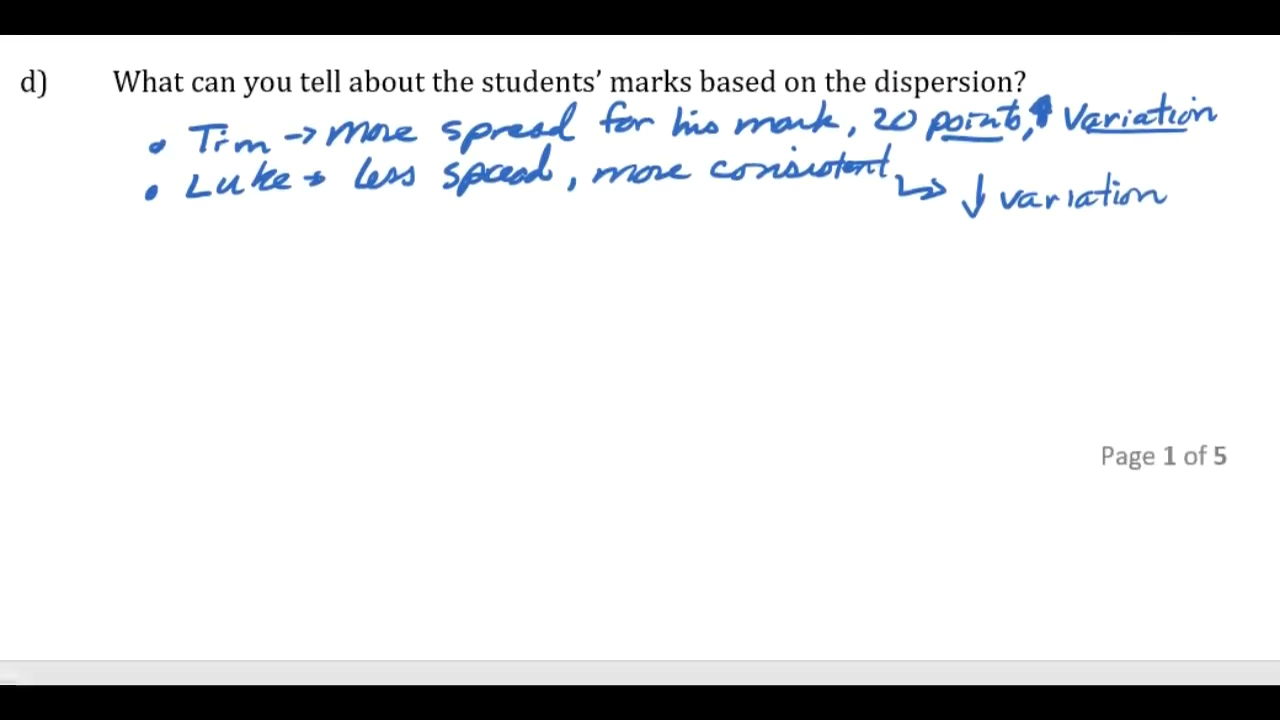 d) What can you tell about the students' marks based on the dispersion?
• Tim → more spread for his mark, 20 points, ↑ variation
• Luke → less spread, more consistent ↳ ↓ variation
Page 1 of 5